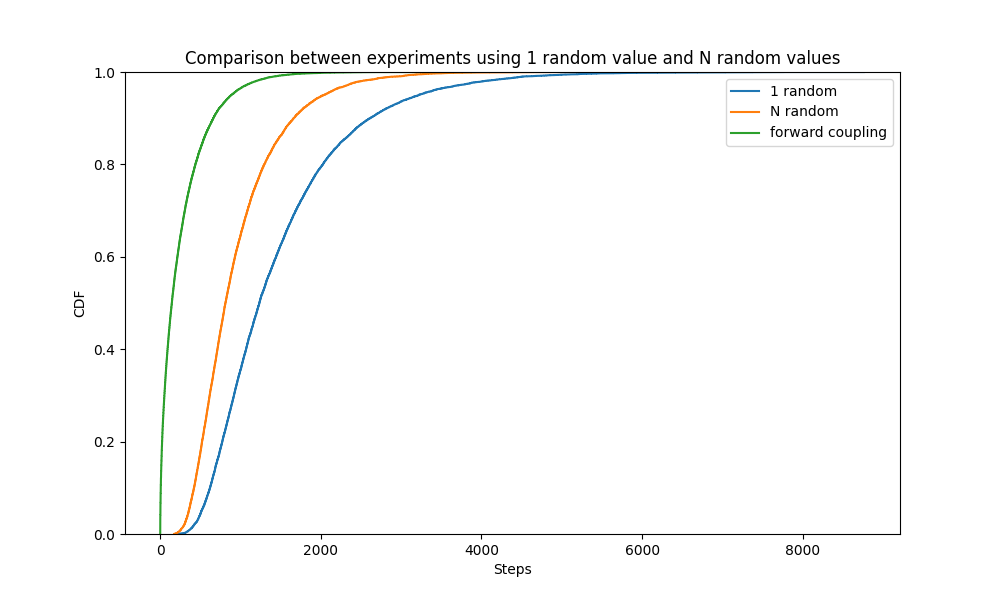 Comparison between experiments using 1 random value and N random values
1 random
N random
forward coupling
1.0
0.8
0.6
0.4
0.2
0.0
CDF
0 2000 4000 6000 8000
Steps